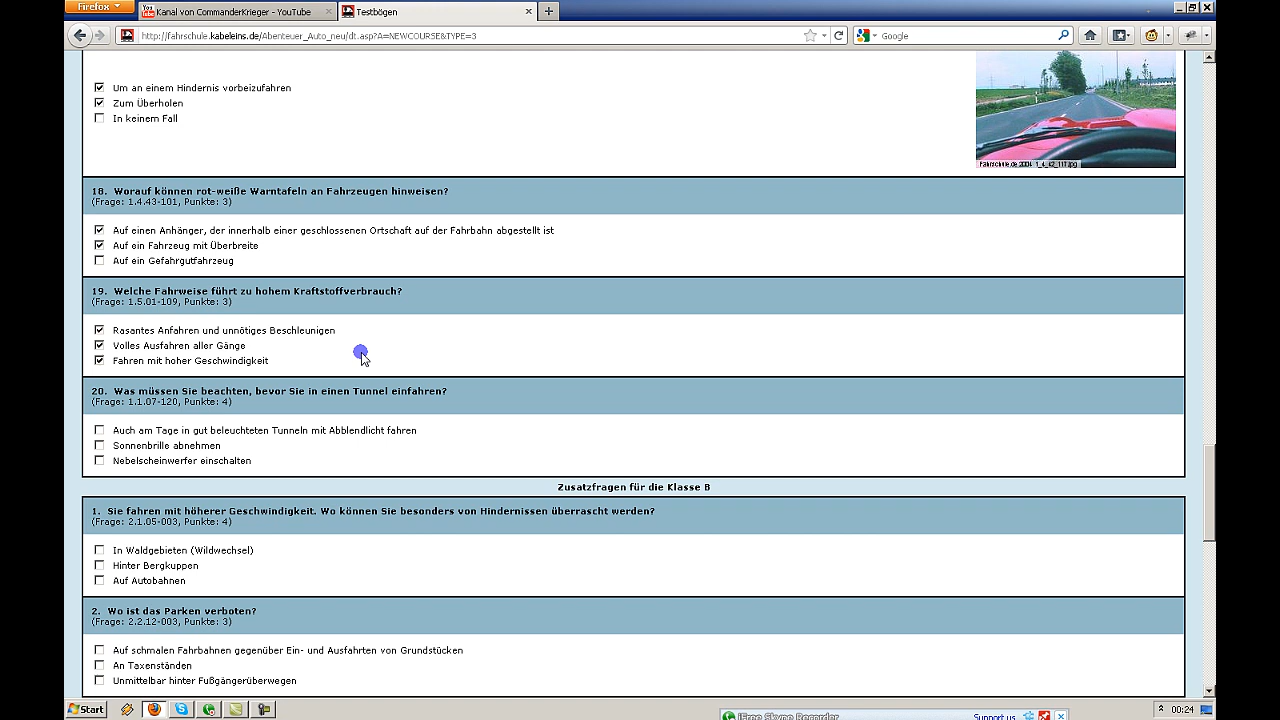 Firefox
Kanal von CommanderKrieger - YouTube
Testbögen
http://fahrschule.kabeleins.de/Abenteuer_Auto_neu/dt.asp?A=NEWCOURSE&TYPE=3
Google
Um an einem Hindernis vorbeizufahren
Zum Überholen
In keinem Fall
Fahrschule.de 2004 1_4_42_117.jpg
18. Worauf können rot-weiße Warntafeln an Fahrzeugen hinweisen?
(Frage: 1.4.43-101, Punkte: 3)
Auf einen Anhänger, der innerhalb einer geschlossenen Ortschaft auf der Fahrbahn abgestellt ist
Auf ein Fahrzeug mit Überbreite
Auf ein Gefahrgutfahrzeug
19. Welche Fahrweise führt zu hohem Kraftstoffverbrauch?
(Frage: 1.5.01-109, Punkte: 3)
Rasantes Anfahren und unnötiges Beschleunigen
Volles Ausfahren aller Gänge
Fahren mit hoher Geschwindigkeit
20. Was müssen Sie beachten, bevor Sie in einen Tunnel einfahren?
(Frage: 1.1.07-120, Punkte: 4)
Auch am Tage in gut beleuchteten Tunneln mit Abblendlicht fahren
Sonnenbrille abnehmen
Nebelscheinwerfer einschalten
Zusatzfragen für die Klasse B
1. Sie fahren mit höherer Geschwindigkeit. Wo können Sie besonders von Hindernissen überrascht werden?
(Frage: 2.1.05-003, Punkte: 4)
In Waldgebieten (Wildwechsel)
Hinter Bergkuppen
Auf Autobahnen
2. Wo ist das Parken verboten?
(Frage: 2.2.12-003, Punkte: 3)
Auf schmalen Fahrbahnen gegenüber Ein- und Ausfahrten von Grundstücken
An Taxenständen
Unmittelbar hinter Fußgängerüberwegen
Start
iFree Skype Recorder
Support us
00:24